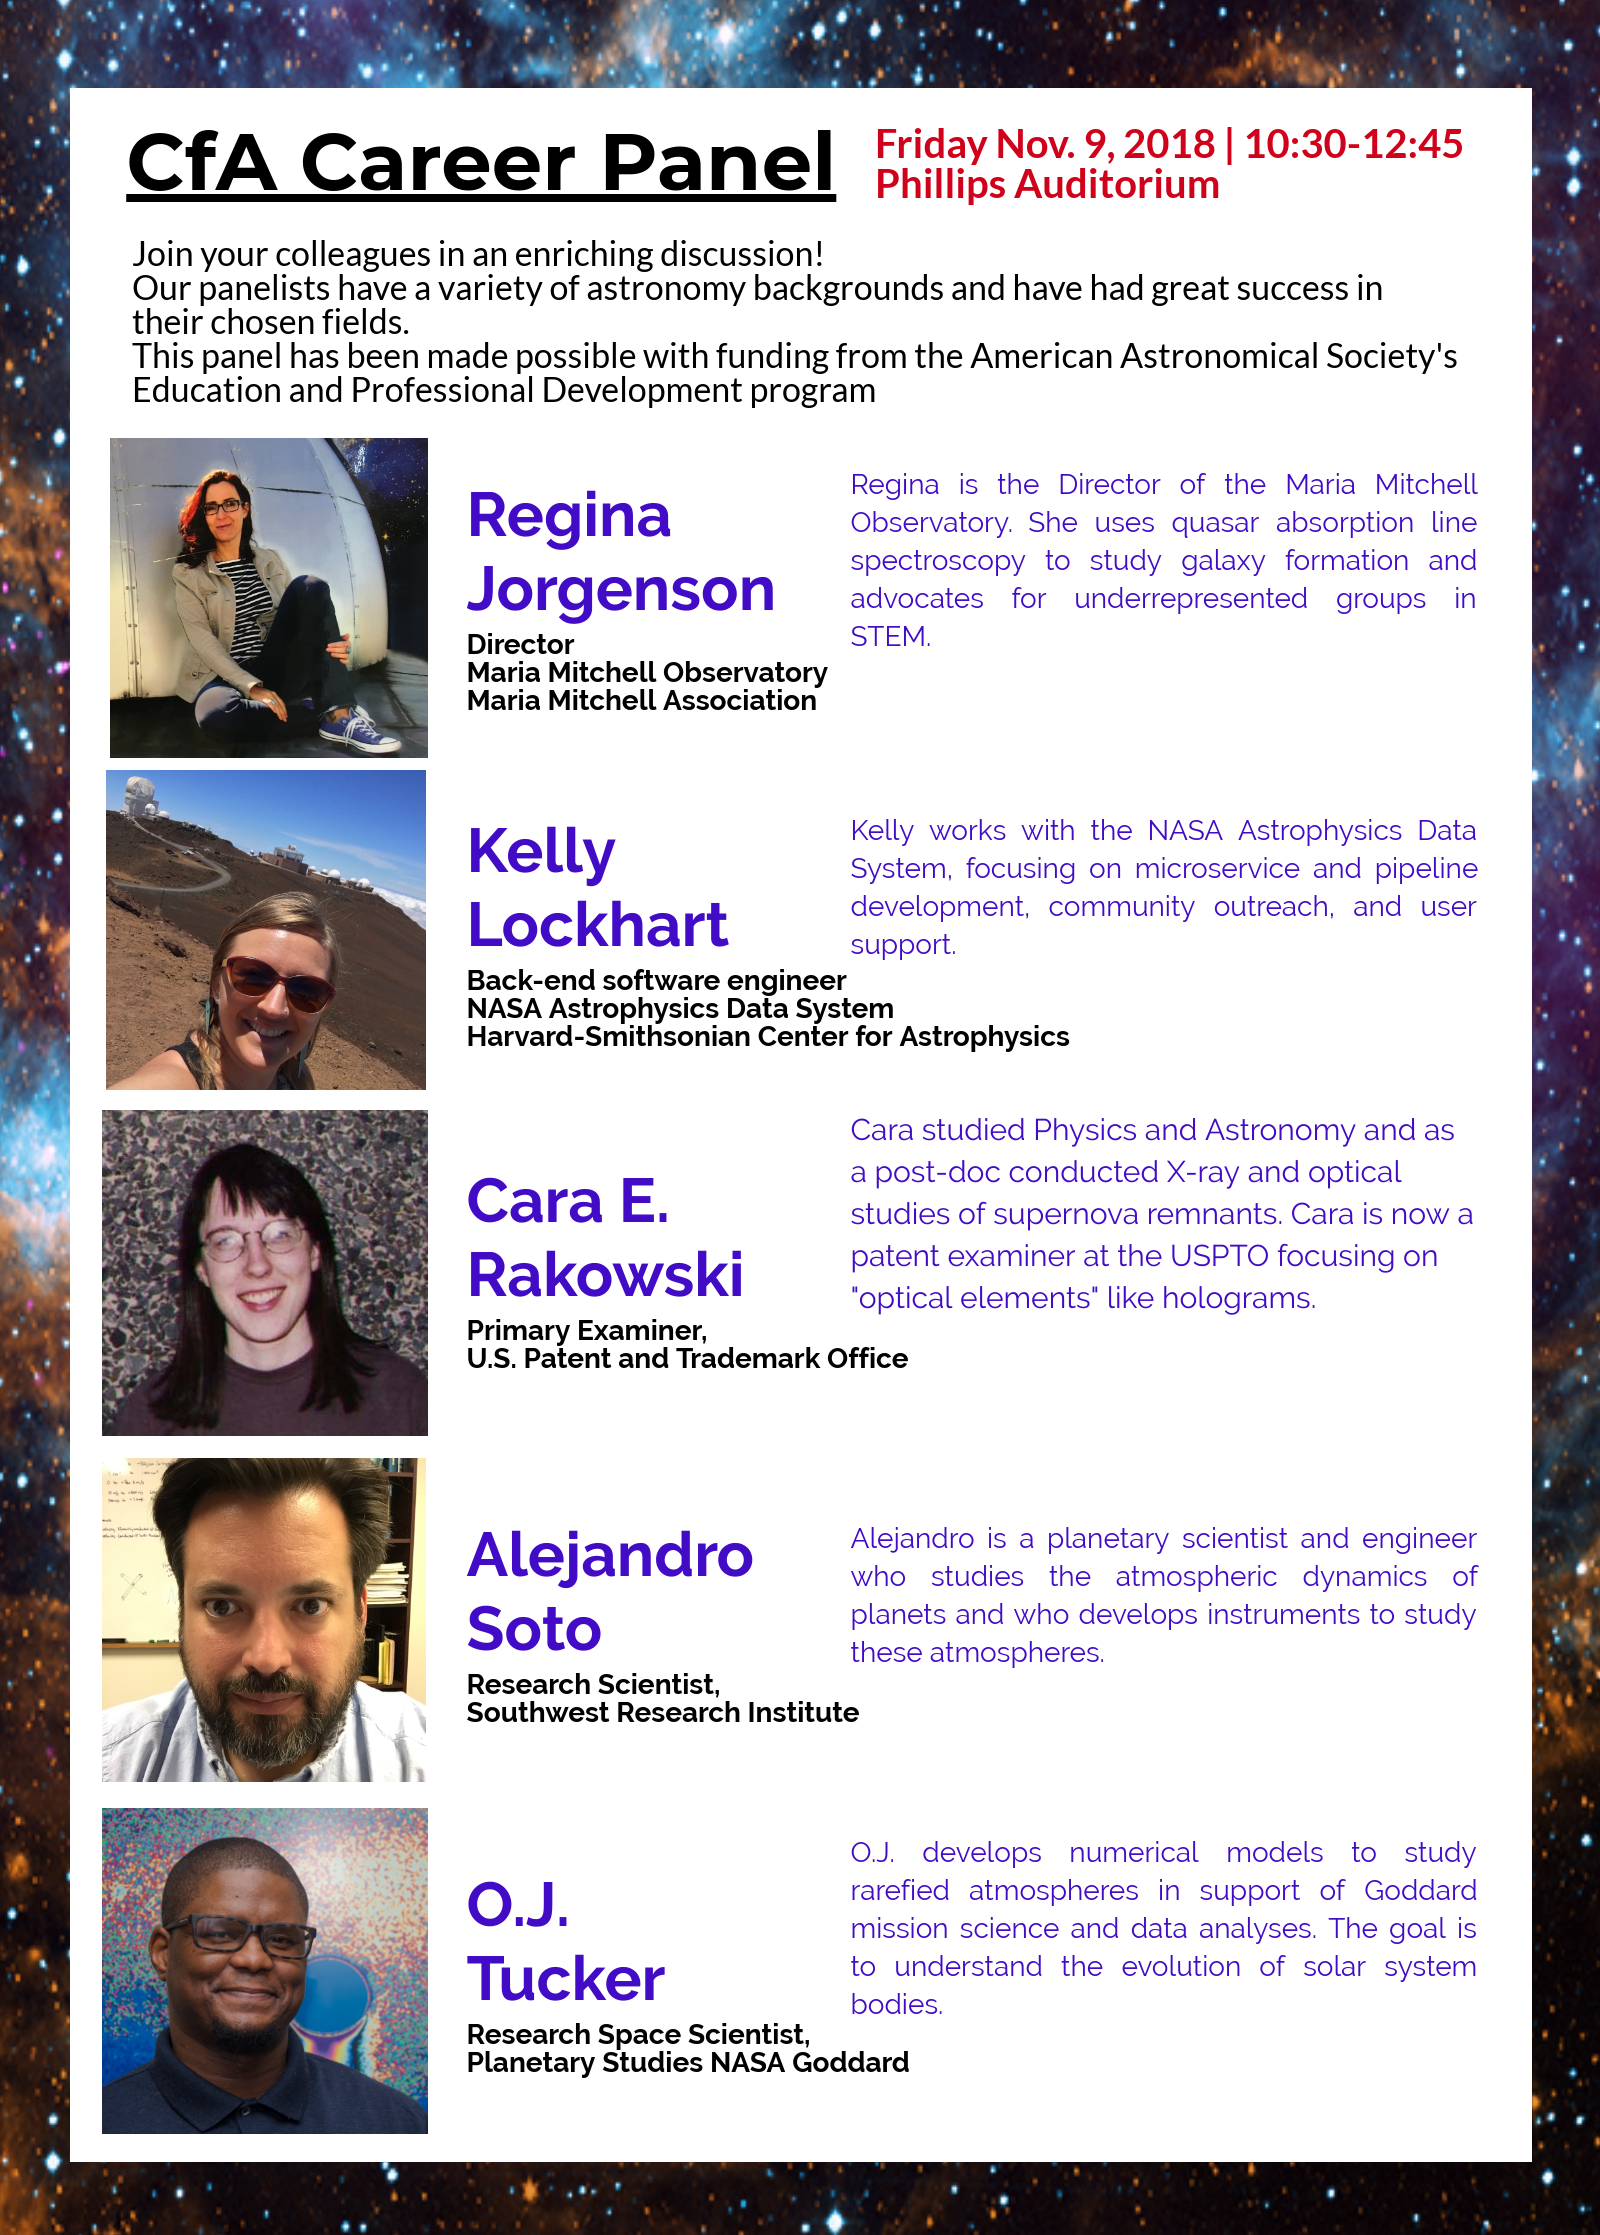 CfA Career Panel
Friday Nov. 9, 2018 | 10:30-12:45
Phillips Auditorium
Join your colleagues in an enriching discussion!
Our panelists have a variety of astronomy backgrounds and have had great success in
their chosen fields.
This panel has been made possible with funding from the American Astronomical Society's
Education and Professional Development program
Regina
Jorgenson
Director
Maria Mitchell Observatory
Maria Mitchell Association
Regina is the Director of the Maria Mitchell
Observatory. She uses quasar absorption line
spectroscopy to study galaxy formation and
advocates for underrepresented groups in
STEM.
Kelly
Lockhart
Back-end software engineer
NASA Astrophysics Data System
Harvard-Smithsonian Center for Astrophysics
Kelly works with the NASA Astrophysics Data
System, focusing on microservice and pipeline
development, community outreach, and user
support.
Cara E.
Rakowski
Primary Examiner,
U.S. Patent and Trademark Office
Cara studied Physics and Astronomy and as
a post-doc conducted X-ray and optical
studies of supernova remnants. Cara is now a
patent examiner at the USPTO focusing on
"optical elements" like holograms.
Alejandro
Soto
Research Scientist,
Southwest Research Institute
Alejandro is a planetary scientist and engineer
who studies the atmospheric dynamics of
planets and who develops instruments to study
these atmospheres.
O.J.
Tucker
Research Space Scientist,
Planetary Studies NASA Goddard
O.J. develops numerical models to study
rarefied atmospheres in support of Goddard
mission science and data analyses. The goal is
to understand the evolution of solar system
bodies.